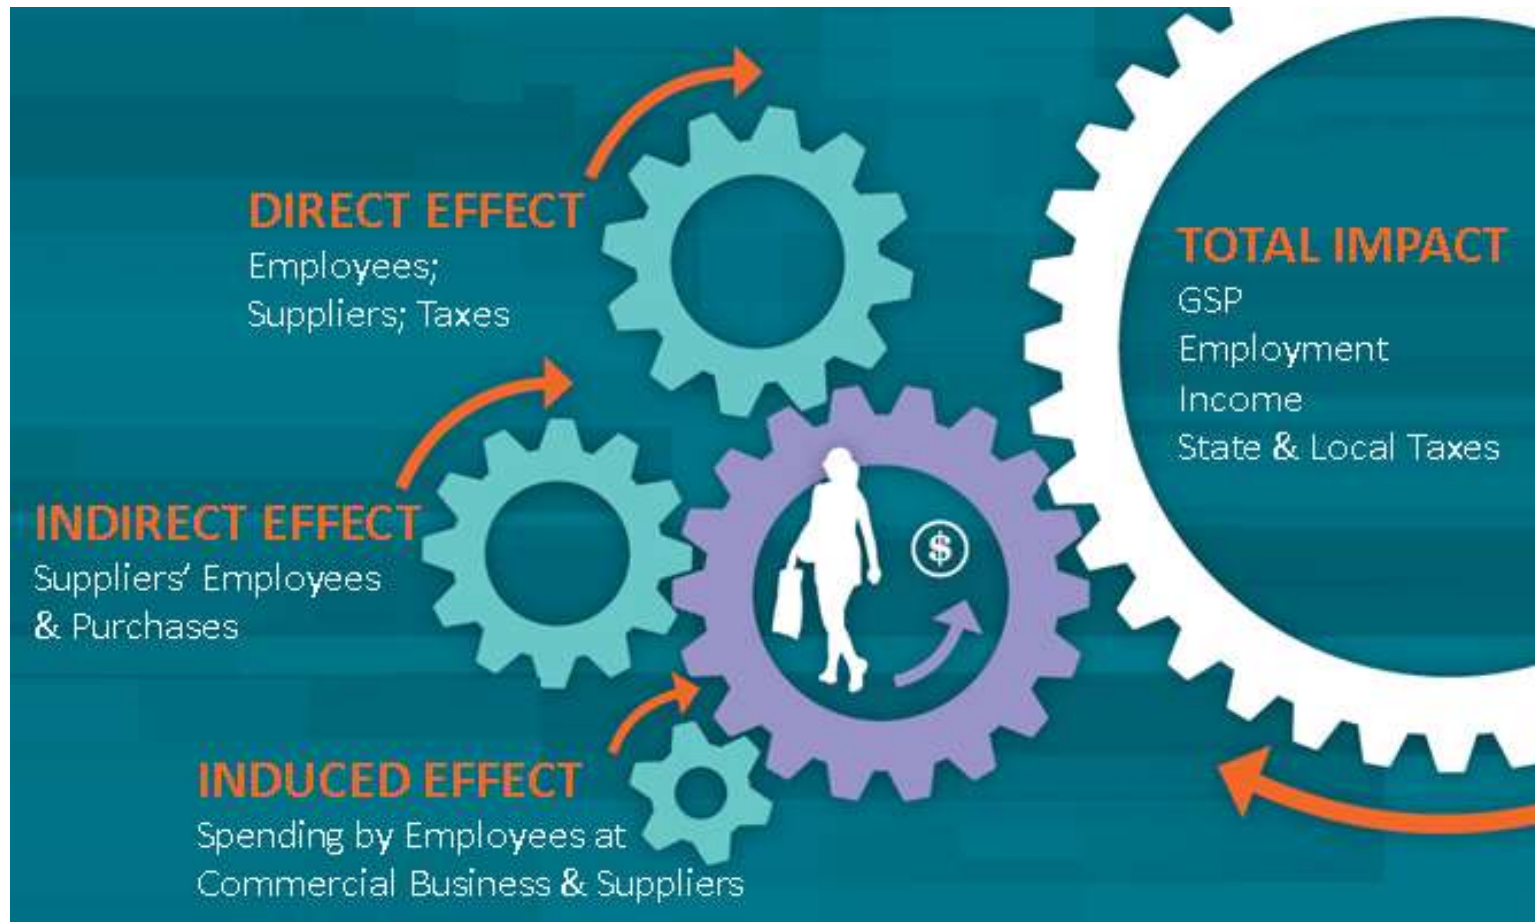 DIRECT EFFECT
Employees;
Suppliers; Taxes
INDIRECT EFFECT
Suppliers’ Employees
& Purchases
INDUCED EFFECT
Spending by Employees at
Commercial Business & Suppliers
$
TOTAL IMPACT
GSP
Employment
Income
State & Local Taxes